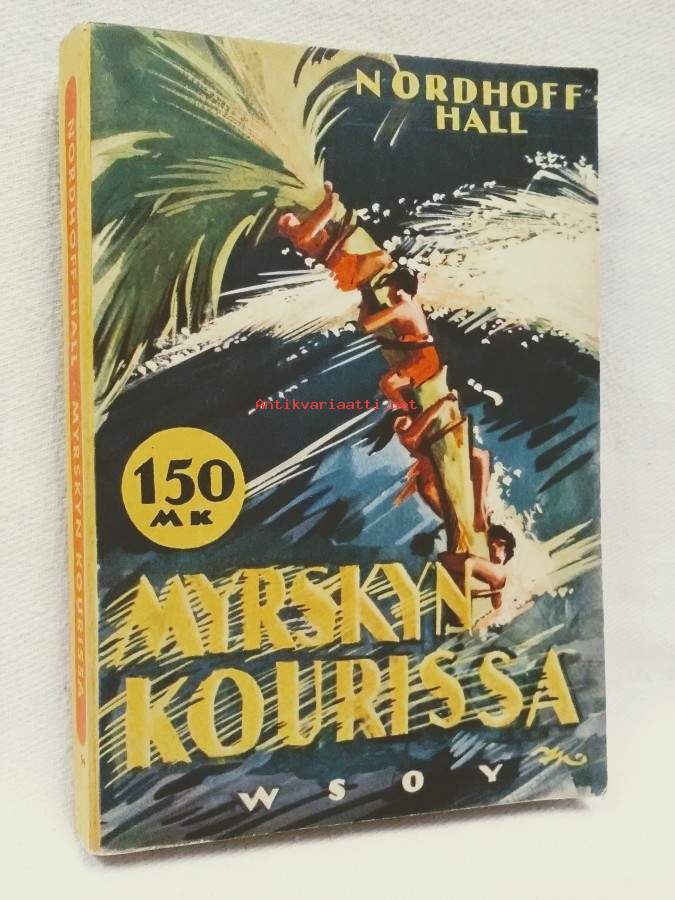 NORDHOFF
HALL
NORDHOFF-HALL · MYRSKYN KOURISSA
Antikvariaatti.net
150
MK
MYRSKYN
KOURISSA
WSOY